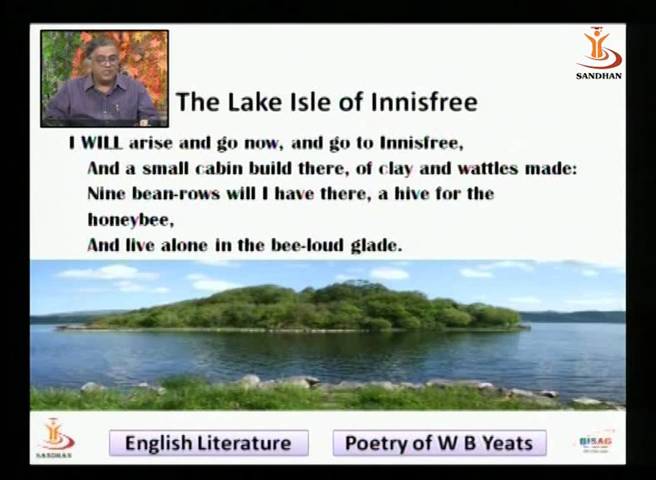 SANDHAN
The Lake Isle of Innisfree
I WILL arise and go now, and go to Innisfree,
And a small cabin build there, of clay and wattles made:
Nine bean-rows will I have there, a hive for the
honeybee,
And live alone in the bee-loud glade.
SANDHAN
English Literature
Poetry of W B Yeats
BISAG